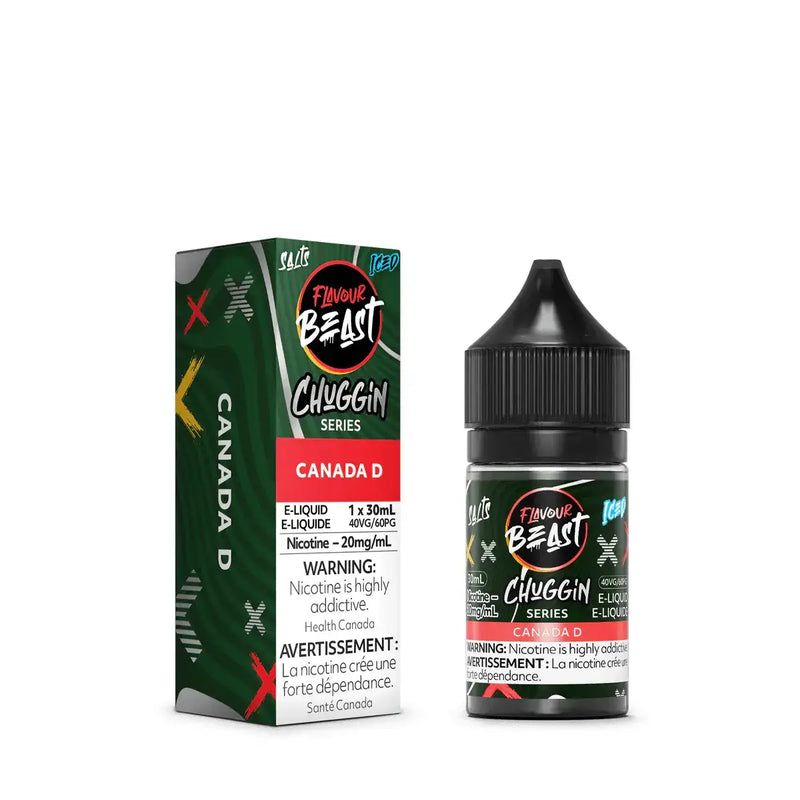 SALTS
ICED
FLAVOUR
BEAST
CHUGGIN
SERIES
CANADA D
CANADA D
E-LIQUID 1 x 30mL
E-LIQUIDE 40VG/60PG
Nicotine – 20mg/mL
WARNING:
Nicotine is highly
addictive.
Health Canada
AVERTISSEMENT :
La nicotine crée une
forte dépendance.
Santé Canada
SALTS
ICED
FLAVOUR
BEAST
CHUGGIN
SERIES
30mL
Nicotine –
20mg/mL
40VG/60PG
E-LIQUID
E-LIQUIDE
CANADA D
WARNING: Nicotine is highly addictive.
AVERTISSEMENT : La nicotine crée une
forte dépendance.